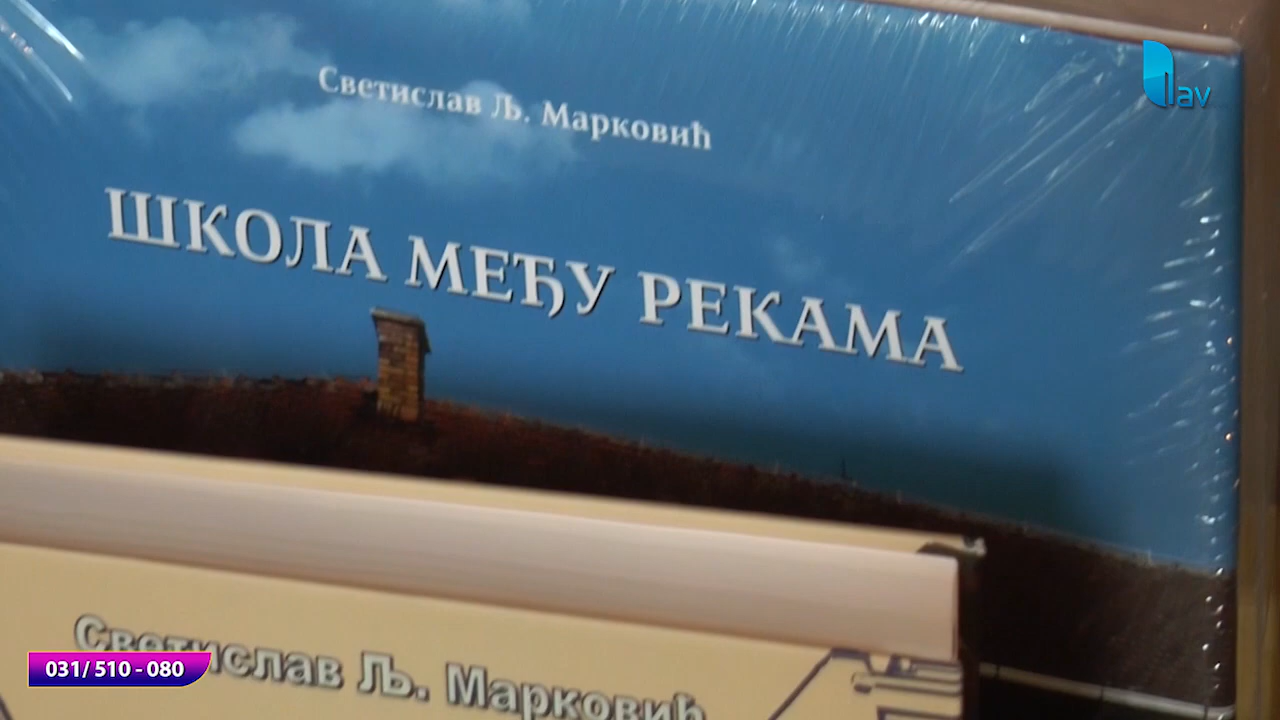 lav
Светислав Љ. Марковић
ШКОЛА МЕЂУ РЕКАМА
Светислав Љ. Марковић
031/ 510 - 080